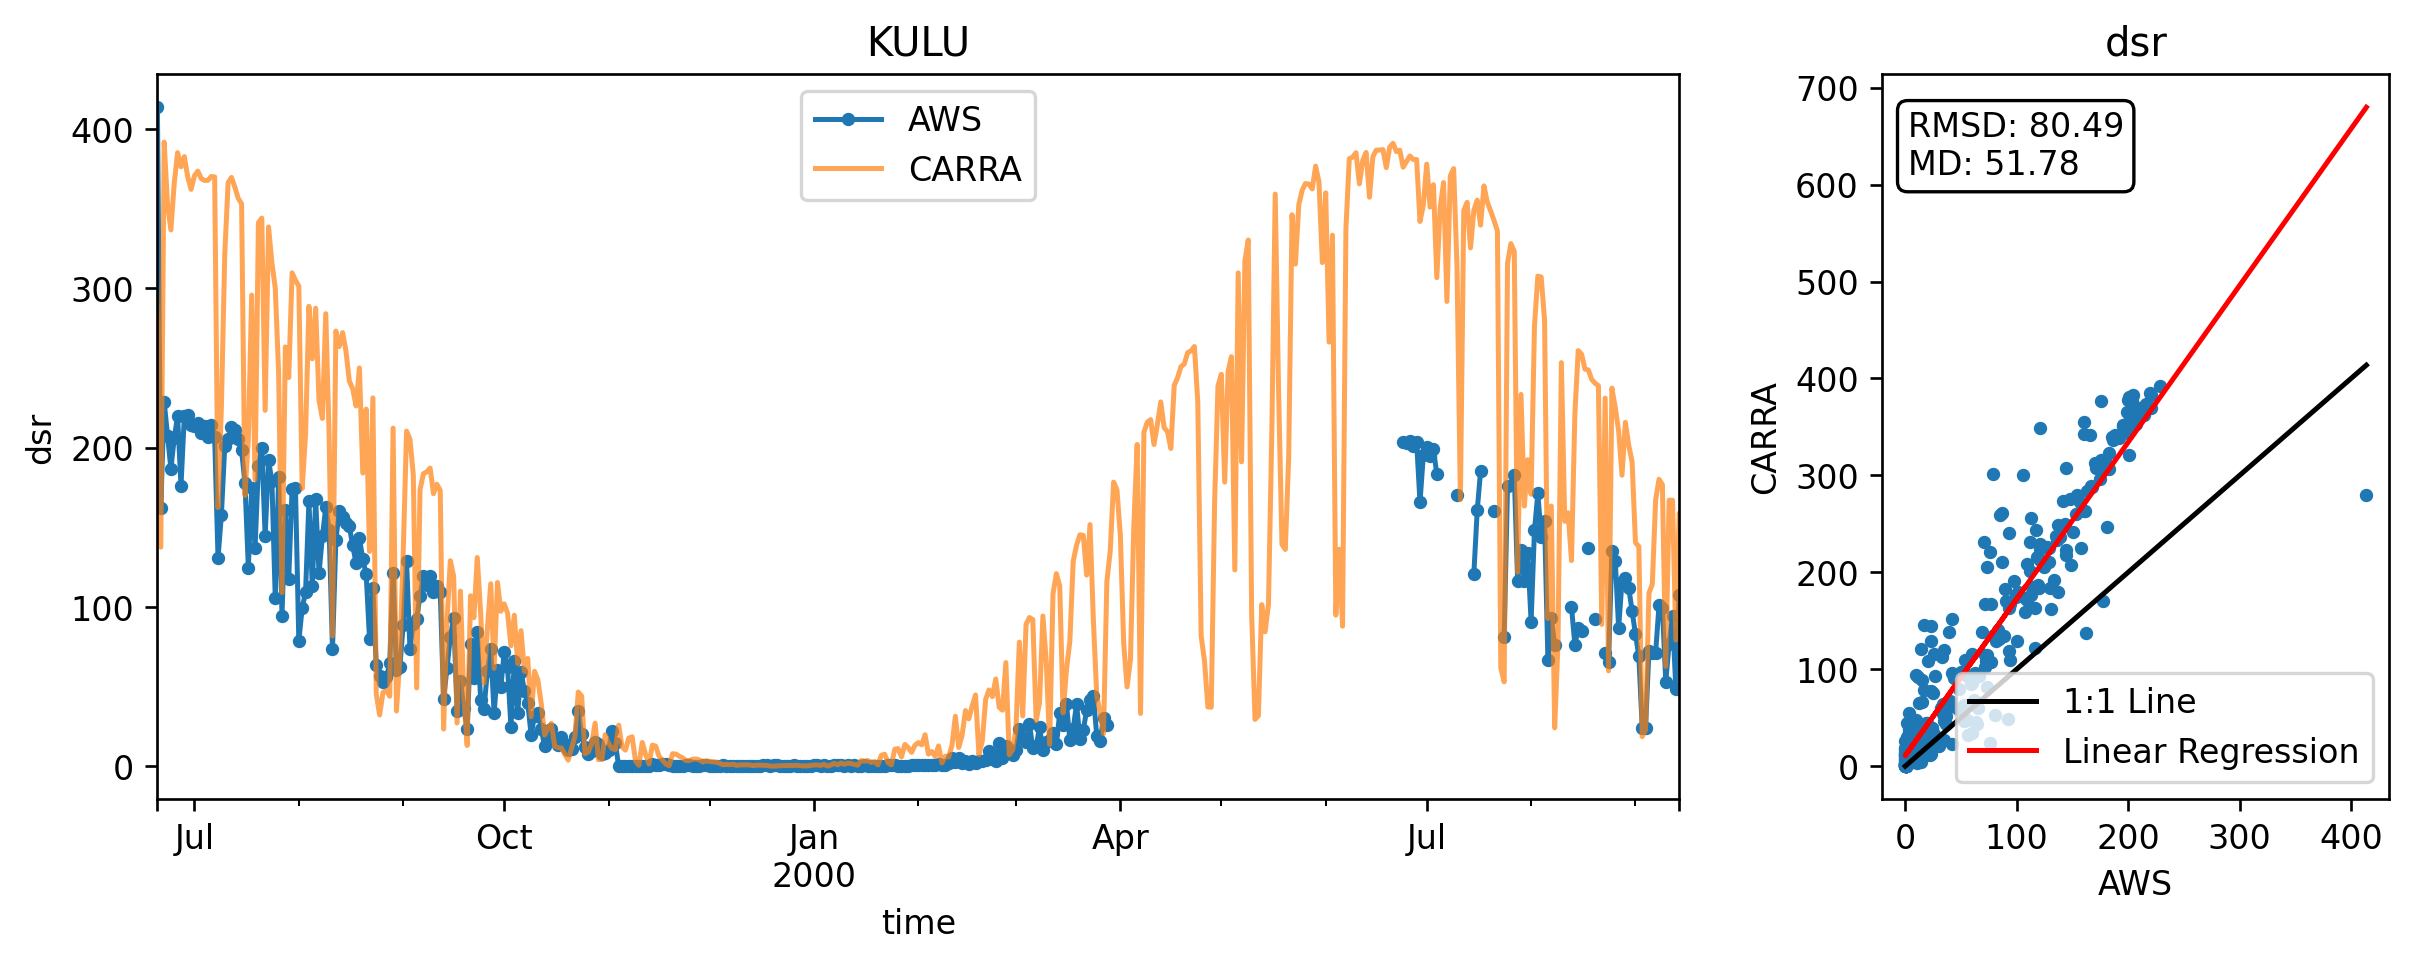 KULU
400
300
200
100
0
dsr
AWS
CARRA
Jul
Oct
Jan
2000
Apr
Jul
time
dsr
700
600
500
400
300
200
100
0
CARRA
RMSD: 80.49
MD: 51.78
1:1 Line
Linear Regression
0
100
200
300
400
AWS